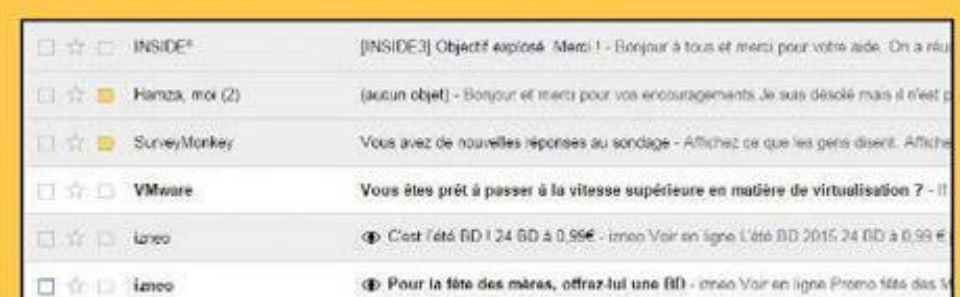 INSIDE² [INSIDE3] Objectif explosé. Merci ! - Bonjour à tous et merci pour votre aide. On a
Hamza, moi (2) (aucun objet) - Bonjour et merci pour vos encouragements. Je suis désolé mais il n'est
SurveyMonkey Vous avez de nouvelles réponses au sondage - Affichez ce que les gens disent. Affiche
VMware Vous êtes prêt à passer à la vitesse supérieure en matière de virtualisation ? -
izneo C'est l'été BD ! 24 BD à 0,99€ - izneo Voir en ligne L'été BD 2015 24 BD à 0,99 €
izneo Pour la fête des mères, offrez-lui une BD - izneo Voir en ligne Promo fête des